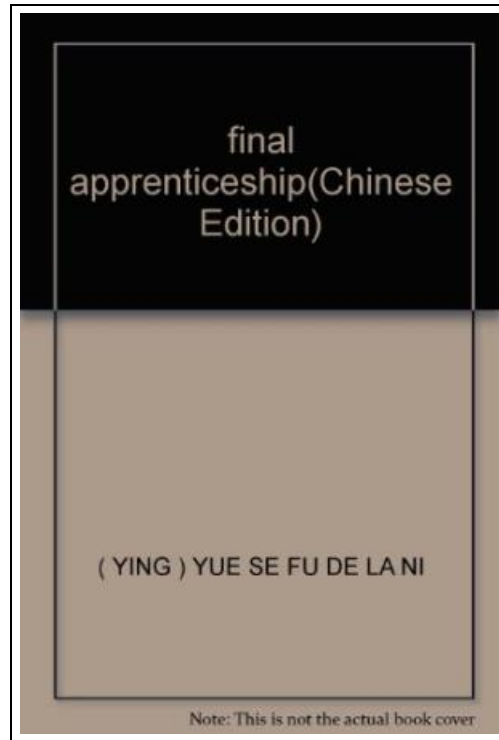 final
apprenticeship(Chinese
Edition)
( YING ) YUE SE FU DE LA NI
Note: This is not the actual book cover